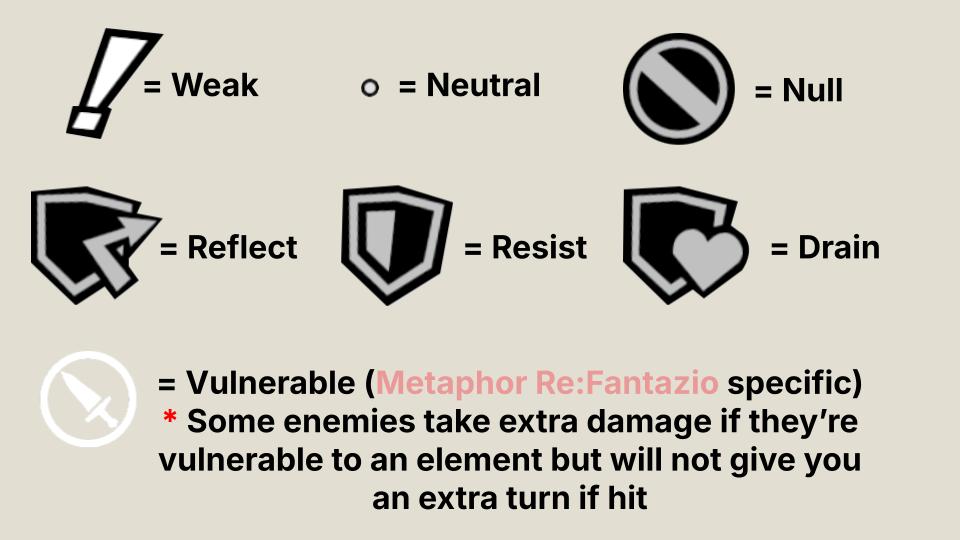 = Weak
= Neutral
= Null
= Reflect
= Resist
= Drain
= Vulnerable (Metaphor Re:Fantazio specific)
* Some enemies take extra damage if they’re
vulnerable to an element but will not give you
an extra turn if hit